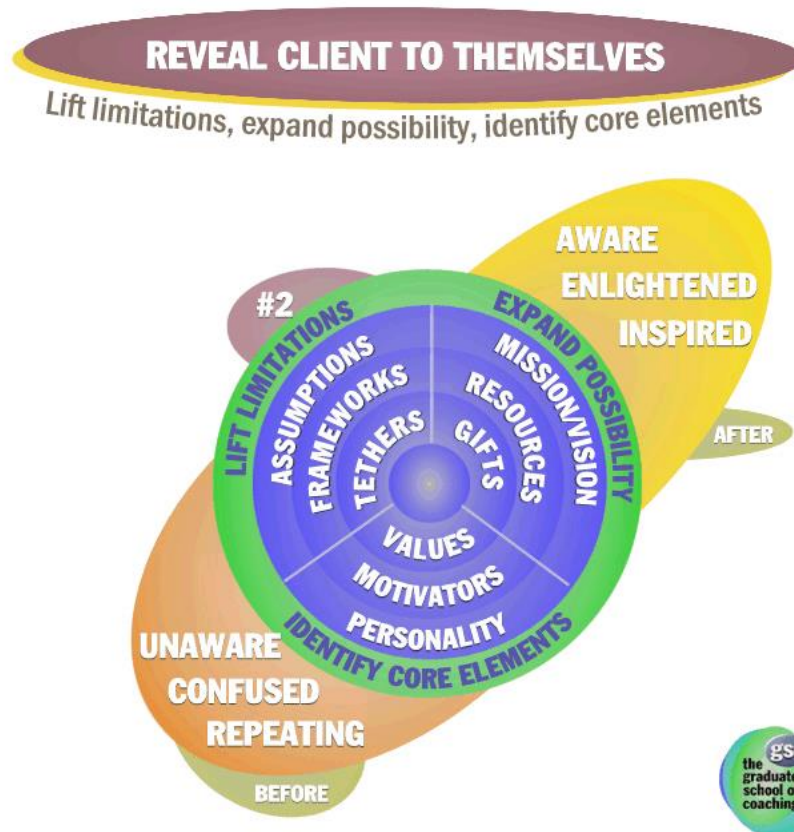 REVEAL CLIENT TO THEMSELVES
Lift limitations, expand possibility, identify core elements
AWARE
ENLIGHTENED
INSPIRED
#2
LIFT LIMITATIONS
ASSUMPTIONS
FRAMEWORKS
TETHERS
EXPAND POSSIBILITY
MISSION/VISION
RESOURCES
GIFTS
AFTER
VALUES
MOTIVATORS
PERSONALITY
IDENTIFY CORE ELEMENTS
UNAWARE
CONFUSED
REPEATING
BEFORE
gs
the
graduate
school o
coaching